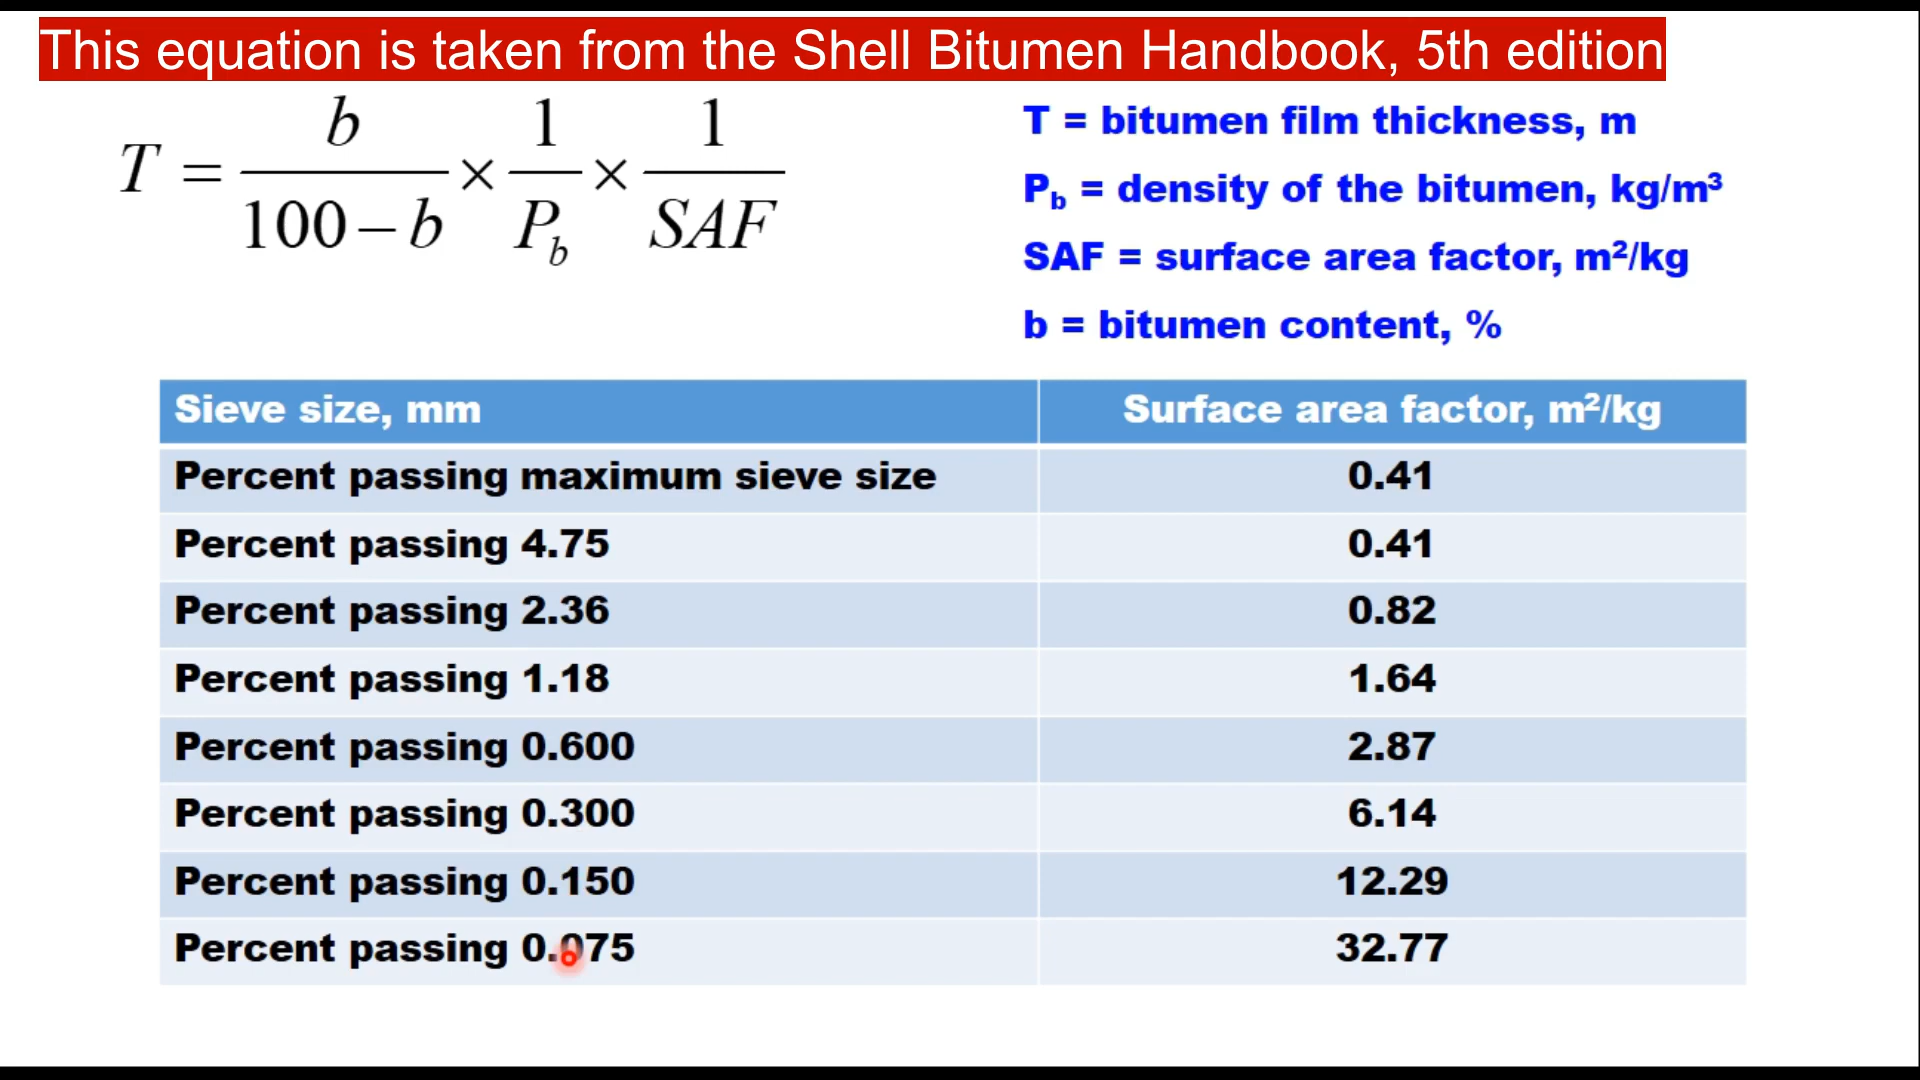 This equation is taken from the Shell Bitumen Handbook, 5th edition
T = b / (100 – b) × 1 / P_b × 1 / SAF
T = bitumen film thickness, m
P_b = density of the bitumen, kg/m³
SAF = surface area factor, m²/kg
b = bitumen content, %
Sieve size, mm Surface area factor, m²/kg
Percent passing maximum sieve size 0.41
Percent passing 4.75 0.41
Percent passing 2.36 0.82
Percent passing 1.18 1.64
Percent passing 0.600 2.87
Percent passing 0.300 6.14
Percent passing 0.150 12.29
Percent passing 0.075 32.77